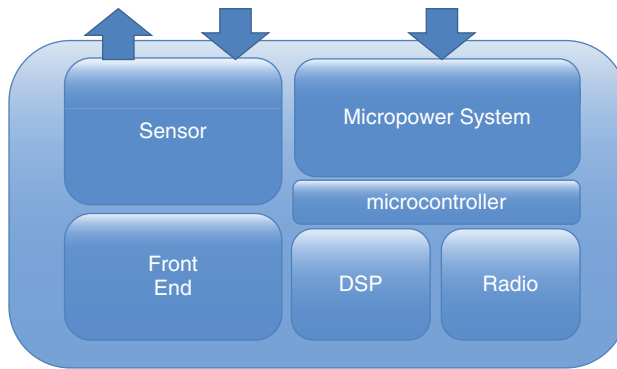 Sensor
Micropower System
microcontroller
Front
End
DSP
Radio